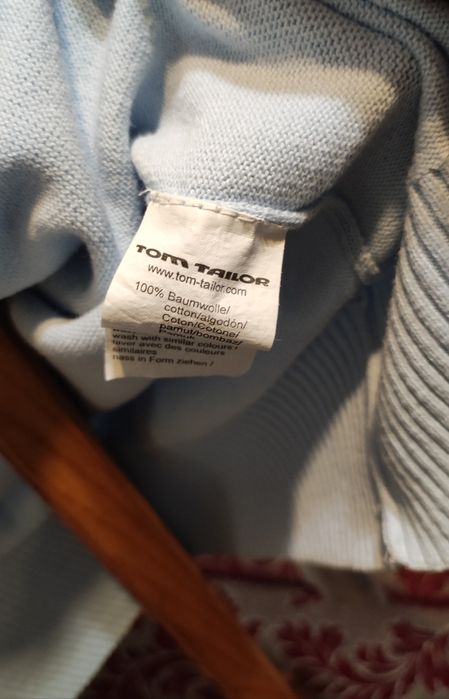 TOM TAILOR
www.tom-tailor.com
100% Baumwolle/
cotton/algodón/
Coton/Cotone/
pamut/bombaž/
wash with similar colours/
laver avec des couleurs
similaires
nass in Form ziehen /